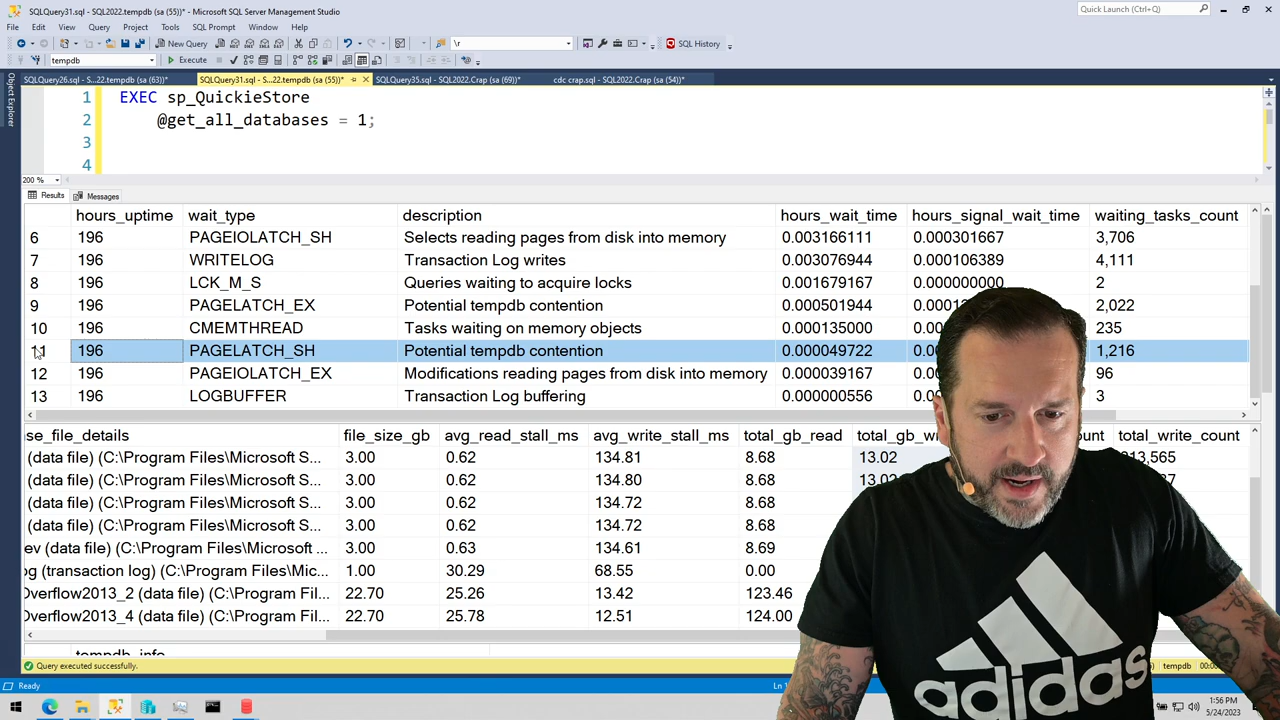 SQLQuery31.sql - SQL2022.tempdb (sa (55))* - Microsoft SQL Server Management Studio
Quick Launch (Ctrl+Q)
File Edit View Query Project Tools SQL Prompt Window Help
New Query \r SQL History
tempdb Execute
SQLQuery26.sql - S...22.tempdb (sa (63))* SQLQuery31.sql - S...22.tempdb (sa (55))* SQLQuery35.sql - SQL2022.Crap (sa (69))* cdc crap.sql - SQL2022.Crap (sa (54))*
Object Explorer
1 EXEC sp_QuickieStore
2 @get_all_databases = 1;
3
4
200 %
Results Messages
hours_uptime wait_type description hours_wait_time hours_signal_wait_time waiting_tasks_count
6 196 PAGEIOLATCH_SH Selects reading pages from disk into memory 0.003166111 0.000301667 3,706
7 196 WRITELOG Transaction Log writes 0.003076944 0.000106389 4,111
8 196 LCK_M_S Queries waiting to acquire locks 0.001679167 0.000000000 2
9 196 PAGELATCH_EX Potential tempdb contention 0.000501944 2,022
10 196 CMEMTHREAD Tasks waiting on memory objects 0.000135000 235
11 196 PAGELATCH_SH Potential tempdb contention 0.000049722 1,216
12 196 PAGEIOLATCH_EX Modifications reading pages from disk into memory 0.000039167 96
13 196 LOGBUFFER Transaction Log buffering 0.000000556 3
se_file_details file_size_gb avg_read_stall_ms avg_write_stall_ms total_gb_read total_write_count
(data file) (C:\Program Files\Microsoft S... 3.00 0.62 134.81 8.68 13.02
(data file) (C:\Program Files\Microsoft S... 3.00 0.62 134.80 8.68
(data file) (C:\Program Files\Microsoft S... 3.00 0.62 134.72 8.68
(data file) (C:\Program Files\Microsoft S... 3.00 0.62 134.72 8.68
ev (data file) (C:\Program Files\Microsoft ... 3.00 0.63 134.61 8.69
og (transaction log) (C:\Program Files\Mic... 1.00 30.29 68.55 0.00
Overflow2013_2 (data file) (C:\Program Fil... 22.70 25.26 13.42 123.46
Overflow2013_4 (data file) (C:\Program Fil... 22.70 25.78 12.51 124.00
tempdb_info
Query executed successfully. tempdb
Ready
1:56 PM
5/24/2023
adidas